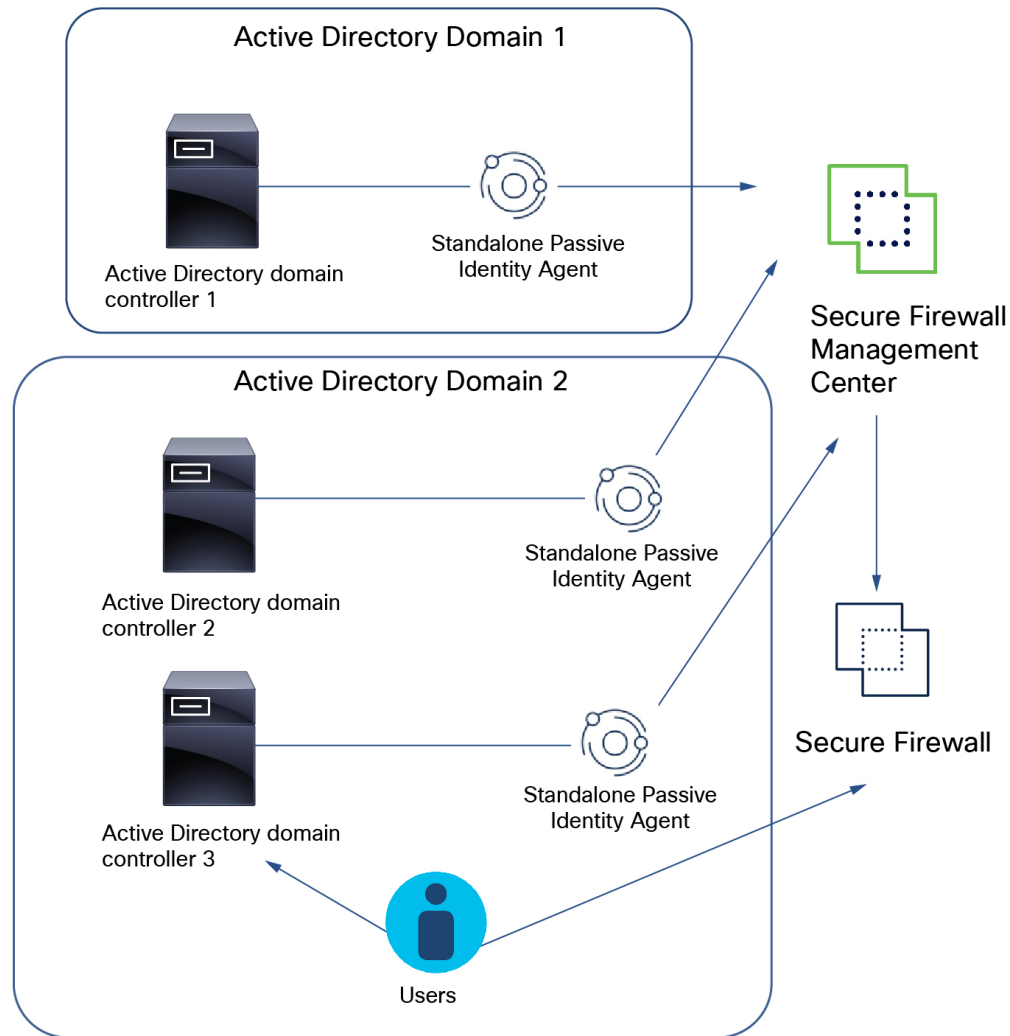 Active Directory Domain 1
Active Directory domain
controller 1
Standalone Passive
Identity Agent
Secure Firewall
Management
Center
Active Directory Domain 2
Active Directory domain
controller 2
Standalone Passive
Identity Agent
Secure Firewall
Active Directory domain
controller 3
Standalone Passive
Identity Agent
Users